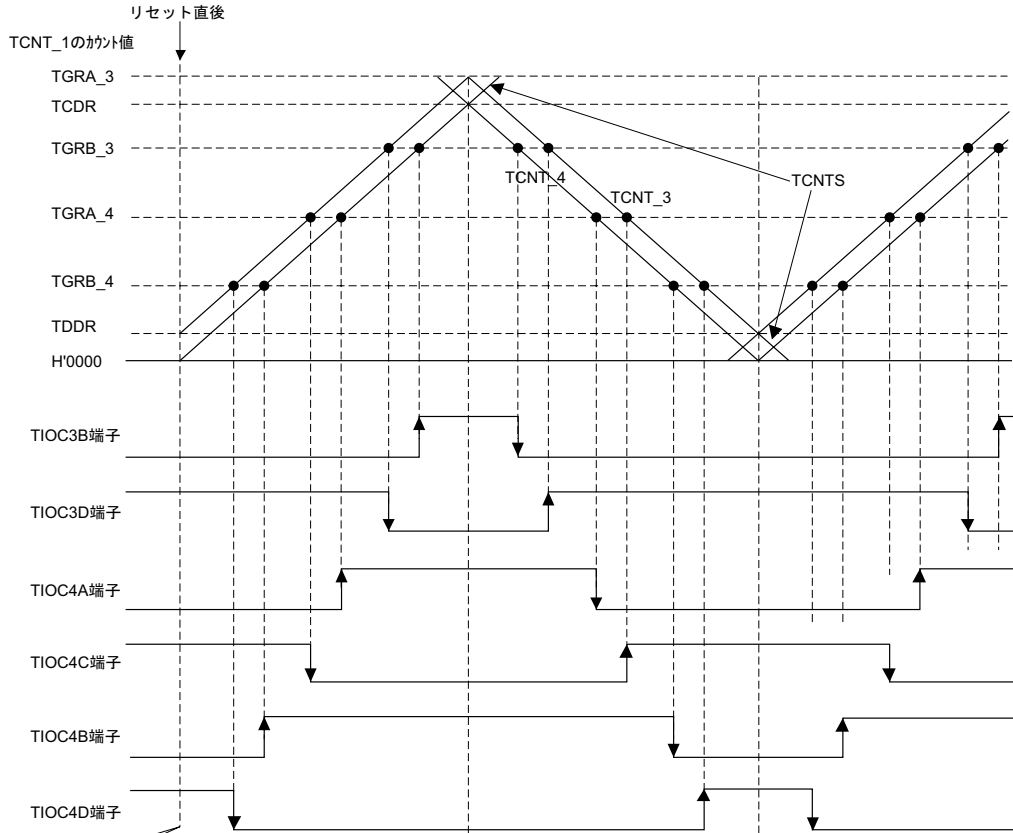 リセット直後
TCNT_1のｶｳﾝﾄ値
TGRA_3
TCDR
TGRB_3
TCNT_4
TCNTS
TCNT_3
TGRA_4
TGRB_4
TDDR
H'0000
TIOC3B端子
TIOC3D端子
TIOC4A端子
TIOC4C端子
TIOC4B端子
TIOC4D端子